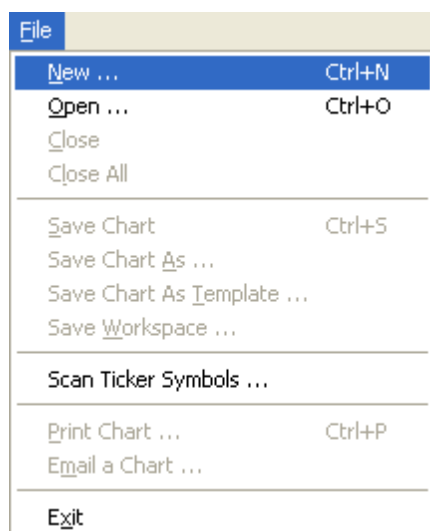 File
New ... Ctrl+N
Open ... Ctrl+O
Close
Close All
Save Chart Ctrl+S
Save Chart As ...
Save Chart As Template ...
Save Workspace ...
Scan Ticker Symbols ...
Print Chart ... Ctrl+P
Email a Chart ...
Exit